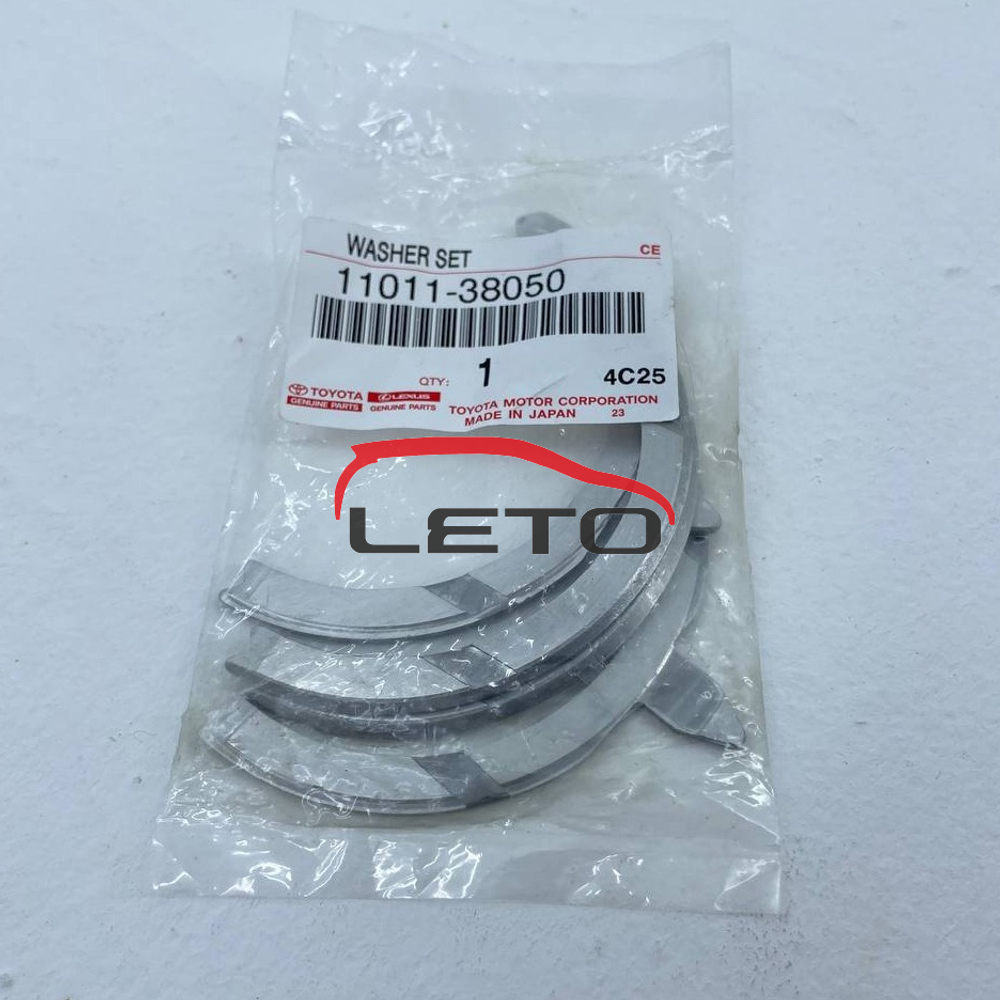 WASHER SET
CE
11011-38050
QTY: 1 4C25
TOYOTA LEXUS
GENUINE PARTS GENUINE PARTS
TOYOTA MOTOR CORPORATION
MADE IN JAPAN 23
LETO